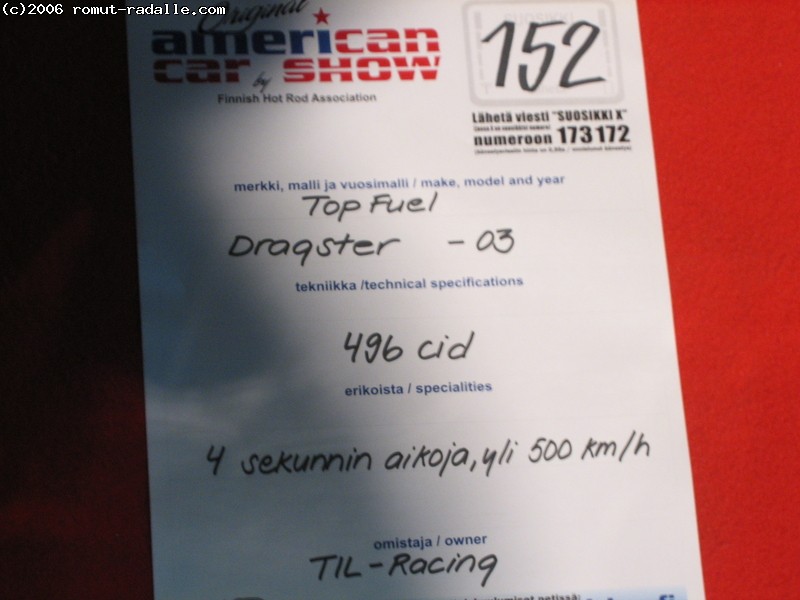 (c)2006 romut-radalle.com
Original
american
car by SHOW
Finnish Hot Rod Association
152
Lähetä viesti "SUOSIKKI X"
numeroon 173172
merkki, malli ja vuosimalli / make, model and year
Top Fuel
Dragster - 03
tekniikka /technical specifications
496 cid
erikoista / specialities
4 sekunnin aikoja, yli 500 km/h
omistaja / owner
TIL-Racing